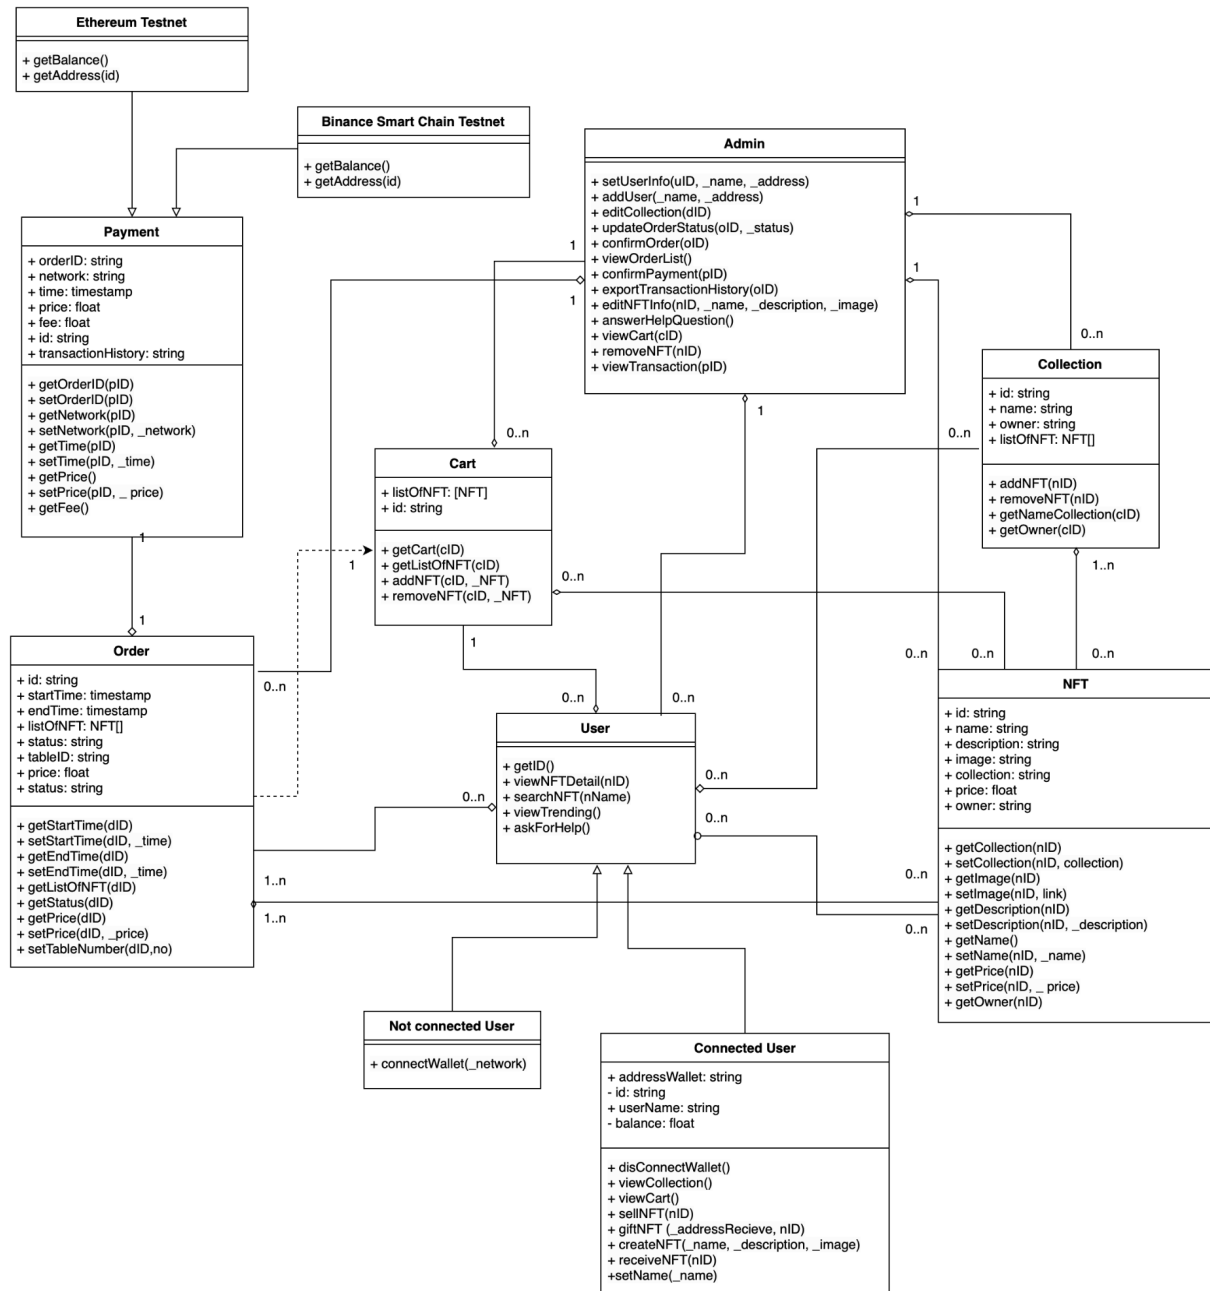 Ethereum Testnet
+ getBalance()
+ getAddress(id)
Binance Smart Chain Testnet
+ getBalance()
+ getAddress(id)
Admin
+ setUserInfo(uID, _name, _address)
+ addUser(_name, _address)
+ editCollection(dID)
+ updateOrderStatus(oID, _status)
+ confirmOrder(oID)
+ viewOrderList()
+ confirmPayment(pID)
+ exportTransactionHistory(oID)
+ editNFTInfo(nID, _name, _description, _image)
+ answerHelpQuestion()
+ viewCart(cID)
+ removeNFT(nID)
+ viewTransaction(pID)
1
1
1
1
1
Payment
+ orderID: string
+ network: string
+ time: timestamp
+ price: float
+ fee: float
+ id: string
+ transactionHistory: string
+ getOrderID(pID)
+ setOrderID(pID)
+ getNetwork(pID)
+ setNetwork(pID, _network)
+ getTime(pID)
+ setTime(pID, _time)
+ getPrice()
+ setPrice(pID, _ price)
+ getFee()
1
1
0..n
Collection
+ id: string
+ name: string
+ owner: string
+ listOfNFT: NFT[]
+ addNFT(nID)
+ removeNFT(nID)
+ getNameCollection(cID)
+ getOwner(cID)
0..n
1..n
0..n
Cart
+ listOfNFT: [NFT]
+ id: string
+ getCart(cID)
+ getListOfNFT(cID)
+ addNFT(cID, _NFT)
+ removeNFT(cID, _NFT)
0..n
1
0..n
1
Order
+ id: string
+ startTime: timestamp
+ endTime: timestamp
+ listOfNFT: NFT[]
+ status: string
+ tableID: string
+ price: float
+ status: string
+ getStartTime(dID)
+ setStartTime(dID, _time)
+ getEndTime(dID)
+ setEndTime(dID, _time)
+ getListOfNFT(dID)
+ getStatus(dID)
+ getPrice(dID)
+ setPrice(dID, _price)
+ setTableNumber(dID,no)
0..n
1..n
1..n
0..n
0..n
0..n
User
+ getID()
+ viewNFTDetail(nID)
+ searchNFT(nName)
+ viewTrending()
+ askForHelp()
0..n
0..n
0..n
0..n
NFT
+ id: string
+ name: string
+ description: string
+ image: string
+ collection: string
+ price: float
+ owner: string
+ getCollection(nID)
+ setCollection(nID, collection)
+ getImage(nID)
+ setImage(nID, link)
+ getDescription(nID)
+ setDescription(nID, _description)
+ getName()
+ setName(nID, _name)
+ getPrice(nID)
+ setPrice(nID, _ price)
+ getOwner(nID)
0..n
0..n
Not connected User
+ connectWallet(_network)
Connected User
+ addressWallet: string
- id: string
+ userName: string
- balance: float
+ disConnectWallet()
+ viewCollection()
+ viewCart()
+ sellNFT(nID)
+ giftNFT (_addressRecieve, nID)
+ createNFT(_name, _description, _image)
+ receiveNFT(nID)
+setName(_name)